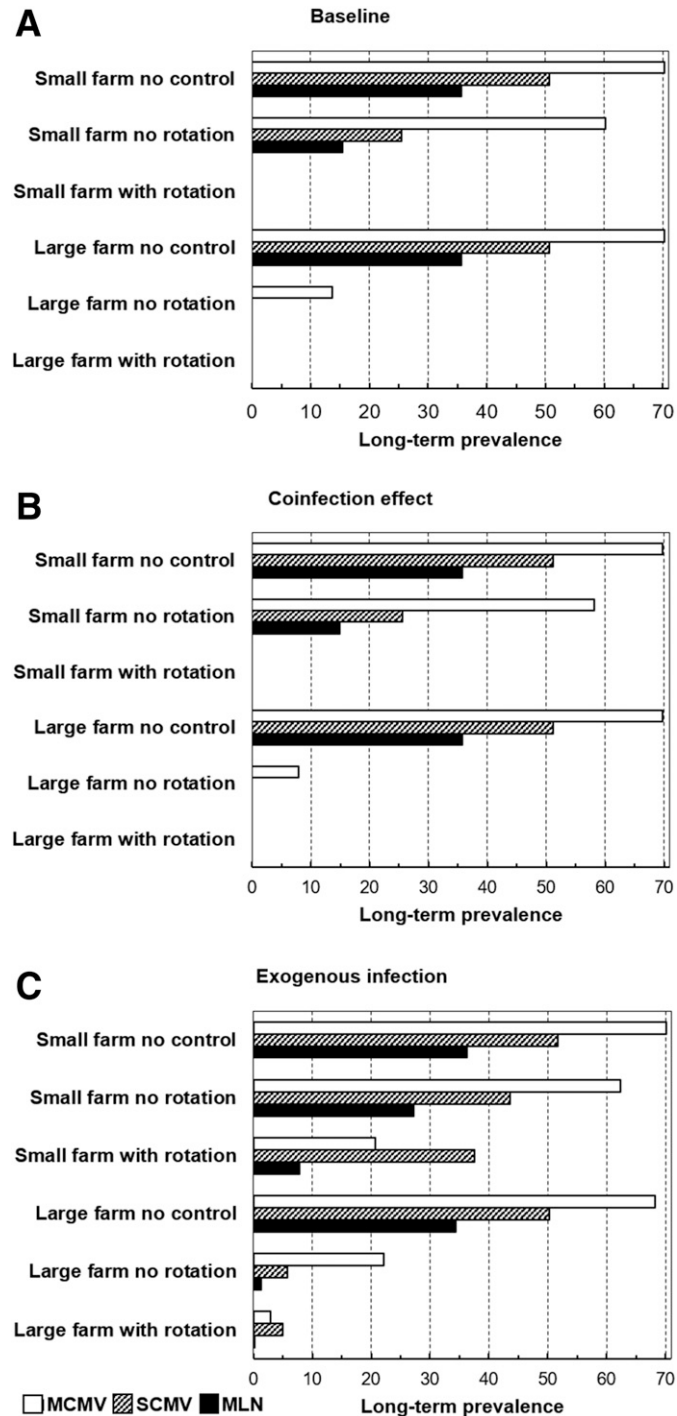 A
Baseline
Small farm no control
Small farm no rotation
Small farm with rotation
Large farm no control
Large farm no rotation
Large farm with rotation
0 10 20 30 40 50 60 70
Long-term prevalence
B
Coinfection effect
Small farm no control
Small farm no rotation
Small farm with rotation
Large farm no control
Large farm no rotation
Large farm with rotation
0 10 20 30 40 50 60 70
Long-term prevalence
C
Exogenous infection
Small farm no control
Small farm no rotation
Small farm with rotation
Large farm no control
Large farm no rotation
Large farm with rotation
0 10 20 30 40 50 60 70
MCMV SCMV MLN Long-term prevalence